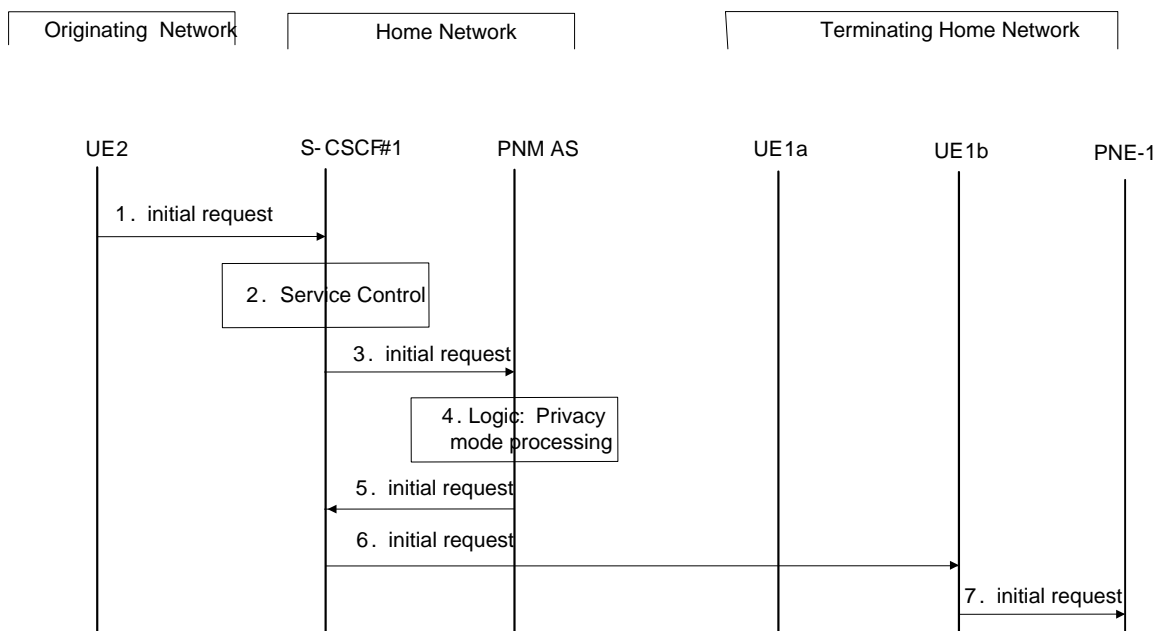 Originating Network
Home Network
Terminating Home Network
UE2
S-CSCF#1
PNM AS
UE1a
UE1b
PNE-1
1. initial request
2. Service Control
3. initial request
4. Logic: Privacy
mode processing
5. initial request
6. initial request
7. initial request